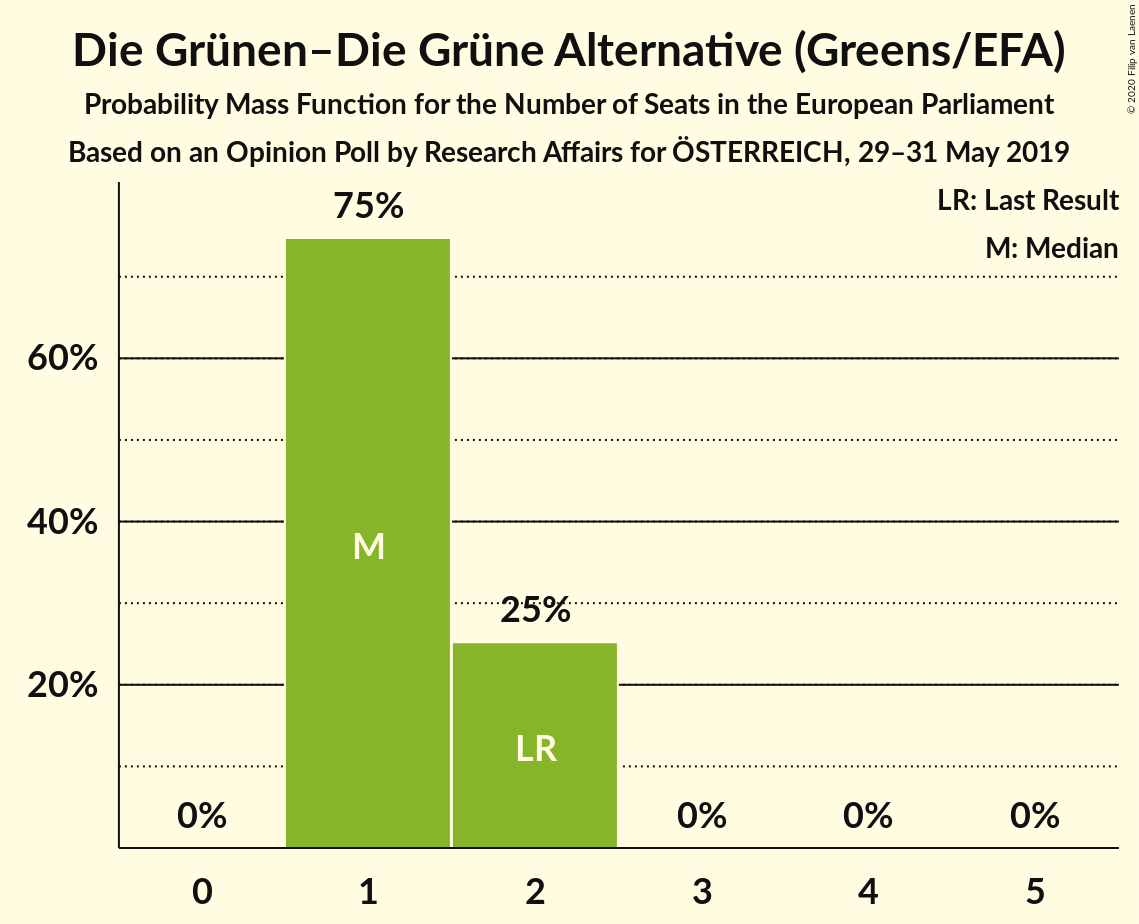 Die Grünen–Die Grüne Alternative (Greens/EFA)
Probability Mass Function for the Number of Seats in the European Parliament
Based on an Opinion Poll by Research Affairs for ÖSTERREICH, 29–31 May 2019
© 2020 Filip van Laenen
LR: Last Result
M: Median
75%
60%
40%
M
25%
20%
LR
0%
0%
0%
0%
0
1
2
3
4
5